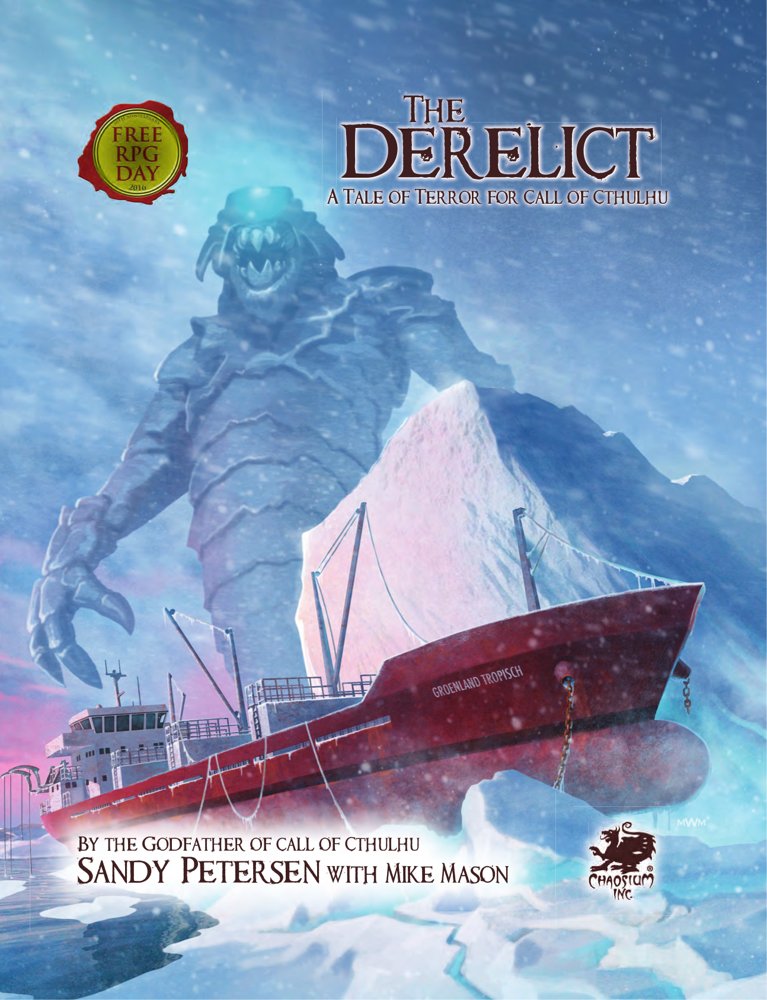 The
Derelict
A Tale of Terror for Call of Cthulhu
FREE
RPG
DAY
2016
GROENLAND TROPISCH
MWM
By the Godfather of Call of Cthulhu
Sandy Petersen with Mike Mason
Chaosium
Inc.
®